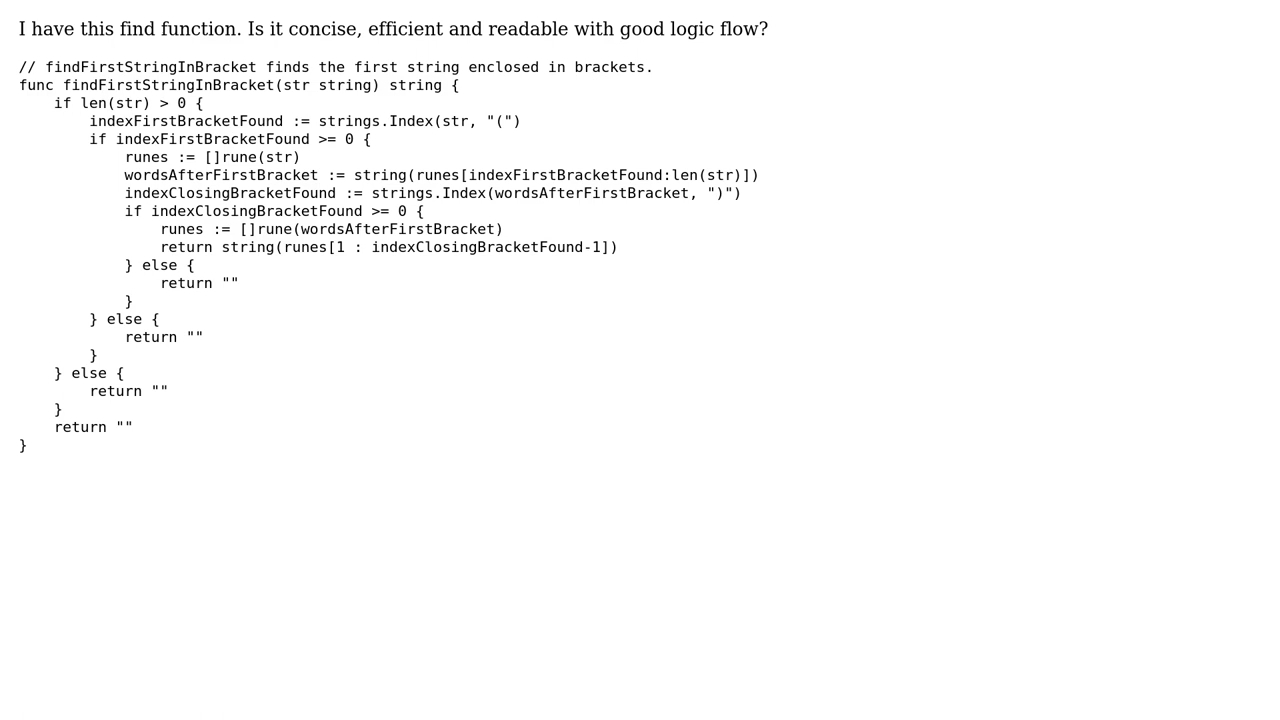 I have this find function. Is it concise, efficient and readable with good logic flow?
// findFirstStringInBracket finds the first string enclosed in brackets.
func findFirstStringInBracket(str string) string {
    if len(str) > 0 {
        indexFirstBracketFound := strings.Index(str, "(")
        if indexFirstBracketFound >= 0 {
            runes := []rune(str)
            wordsAfterFirstBracket := string(runes[indexFirstBracketFound:len(str)])
            indexClosingBracketFound := strings.Index(wordsAfterFirstBracket, ")")
            if indexClosingBracketFound >= 0 {
                runes := []rune(wordsAfterFirstBracket)
                return string(runes[1 : indexClosingBracketFound-1])
            } else {
                return ""
            }
        } else {
            return ""
        }
    } else {
        return ""
    }
    return ""
}